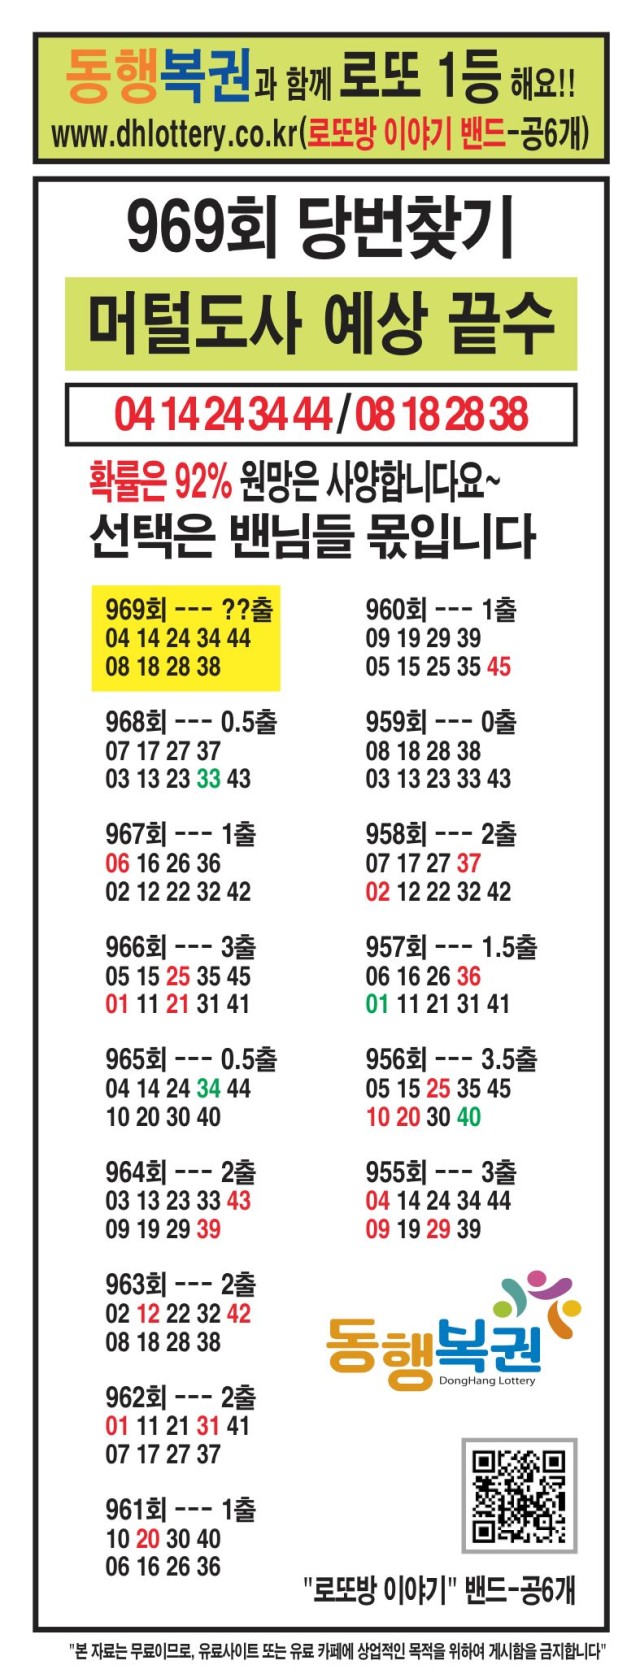 동행복권과 함께 로또 1등 해요!!
www.dhlottery.co.kr(로또방 이야기 밴드-공6개)
969회 당번찾기
머털도사 예상 끝수
04 14 24 34 44/08 18 28 38
확률은 92% 원망은 사양합니다요~
선택은 밴님들 몫입니다
969회 --- ??출
04 14 24 34 44
08 18 28 38
968회 --- 0.5출
07 17 27 37
03 13 23 33 43
967회 --- 1출
06 16 26 36
02 12 22 32 42
966회 --- 3출
05 15 25 35 45
01 11 21 31 41
965회 --- 0.5출
04 14 24 34 44
10 20 30 40
964회 --- 2출
03 13 23 33 43
09 19 29 39
963회 --- 2출
02 12 22 32 42
08 18 28 38
962회 --- 2출
01 11 21 31 41
07 17 27 37
961회 --- 1출
10 20 30 40
06 16 26 36
960회 --- 1출
09 19 29 39
05 15 25 35 45
959회 --- 0출
08 18 28 38
03 13 23 33 43
958회 --- 2출
07 17 27 37
02 12 22 32 42
957회 --- 1.5출
06 16 26 36
01 11 21 31 41
956회 --- 3.5출
05 15 25 35 45
10 20 30 40
955회 --- 3출
04 14 24 34 44
09 19 29 39
동행복권
DongHang Lottery
"로또방 이야기" 밴드-공6개
"본 자료는 무료이므로, 유료사이트 또는 유료 카페에 상업적인 목적을 위하여 게시함을 금지합니다"